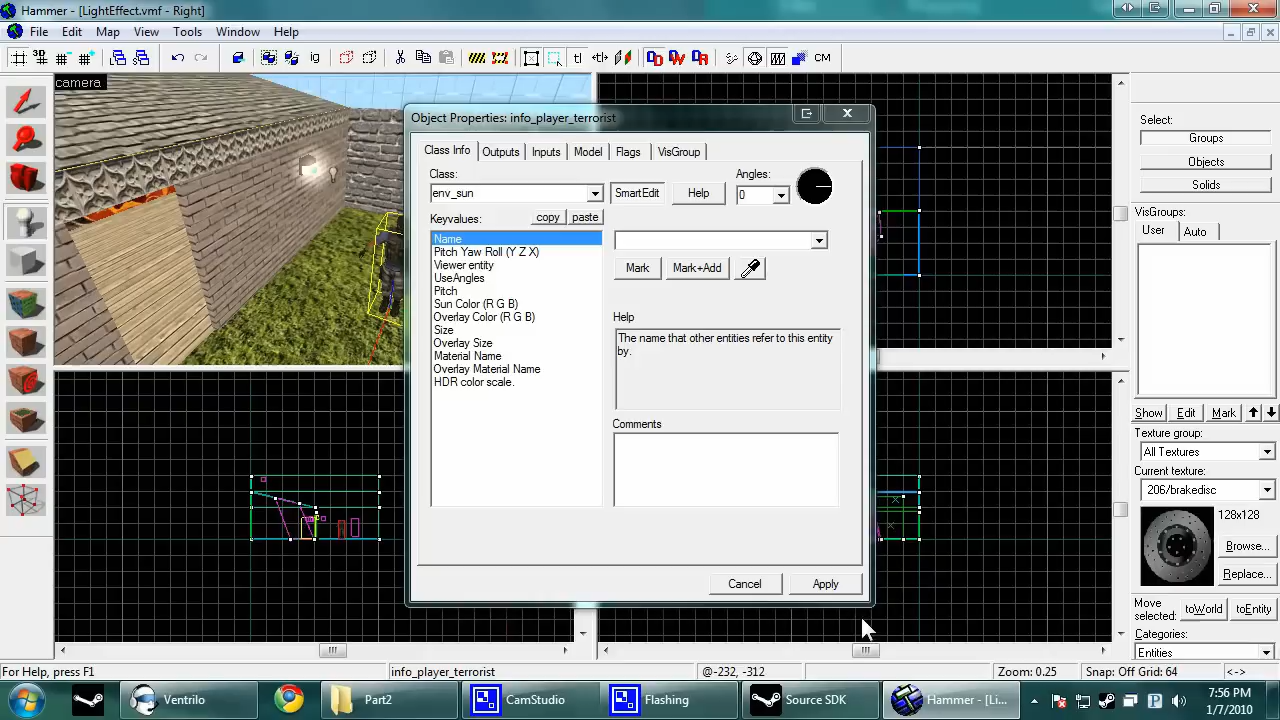 Hammer - [LightEffect.vmf - Right]
File Edit Map View Tools Window Help
3D
ig
tl
CM
camera
Object Properties: info_player_terrorist
Class Info Outputs Inputs Model Flags VisGroup
Class:
env_sun
SmartEdit
Help
Angles:
0
Keyvalues:
copy
paste
Name
Pitch Yaw Roll (Y Z X)
Viewer entity
UseAngles
Pitch
Sun Color (R G B)
Overlay Color (R G B)
Size
Overlay Size
Material Name
Overlay Material Name
HDR color scale.
Mark
Mark+Add
Help
The name that other entities refer to this entity
by.
Comments
Cancel
Apply
Select:
Groups
Objects
Solids
VisGroups:
User
Auto
Show
Edit
Mark
Texture group:
All Textures
Current texture:
206/brakedisc
128x128
Browse...
Replace...
Move
selected:
toWorld
toEntity
Categories:
Entities
For Help, press F1
info_player_terrorist
@-232, -312
Zoom: 0.25
Snap: Off Grid: 64
<->
Ventrilo
Part2
CamStudio
Flashing
Source SDK
Hammer - [Li...
7:56 PM
1/7/2010